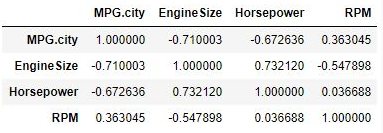 MPG.city EngineSize Horsepower RPM
MPG.city 1.000000 -0.710003 -0.672636 0.363045
EngineSize -0.710003 1.000000 0.732120 -0.547898
Horsepower -0.672636 0.732120 1.000000 0.036688
RPM 0.363045 -0.547898 0.036688 1.000000